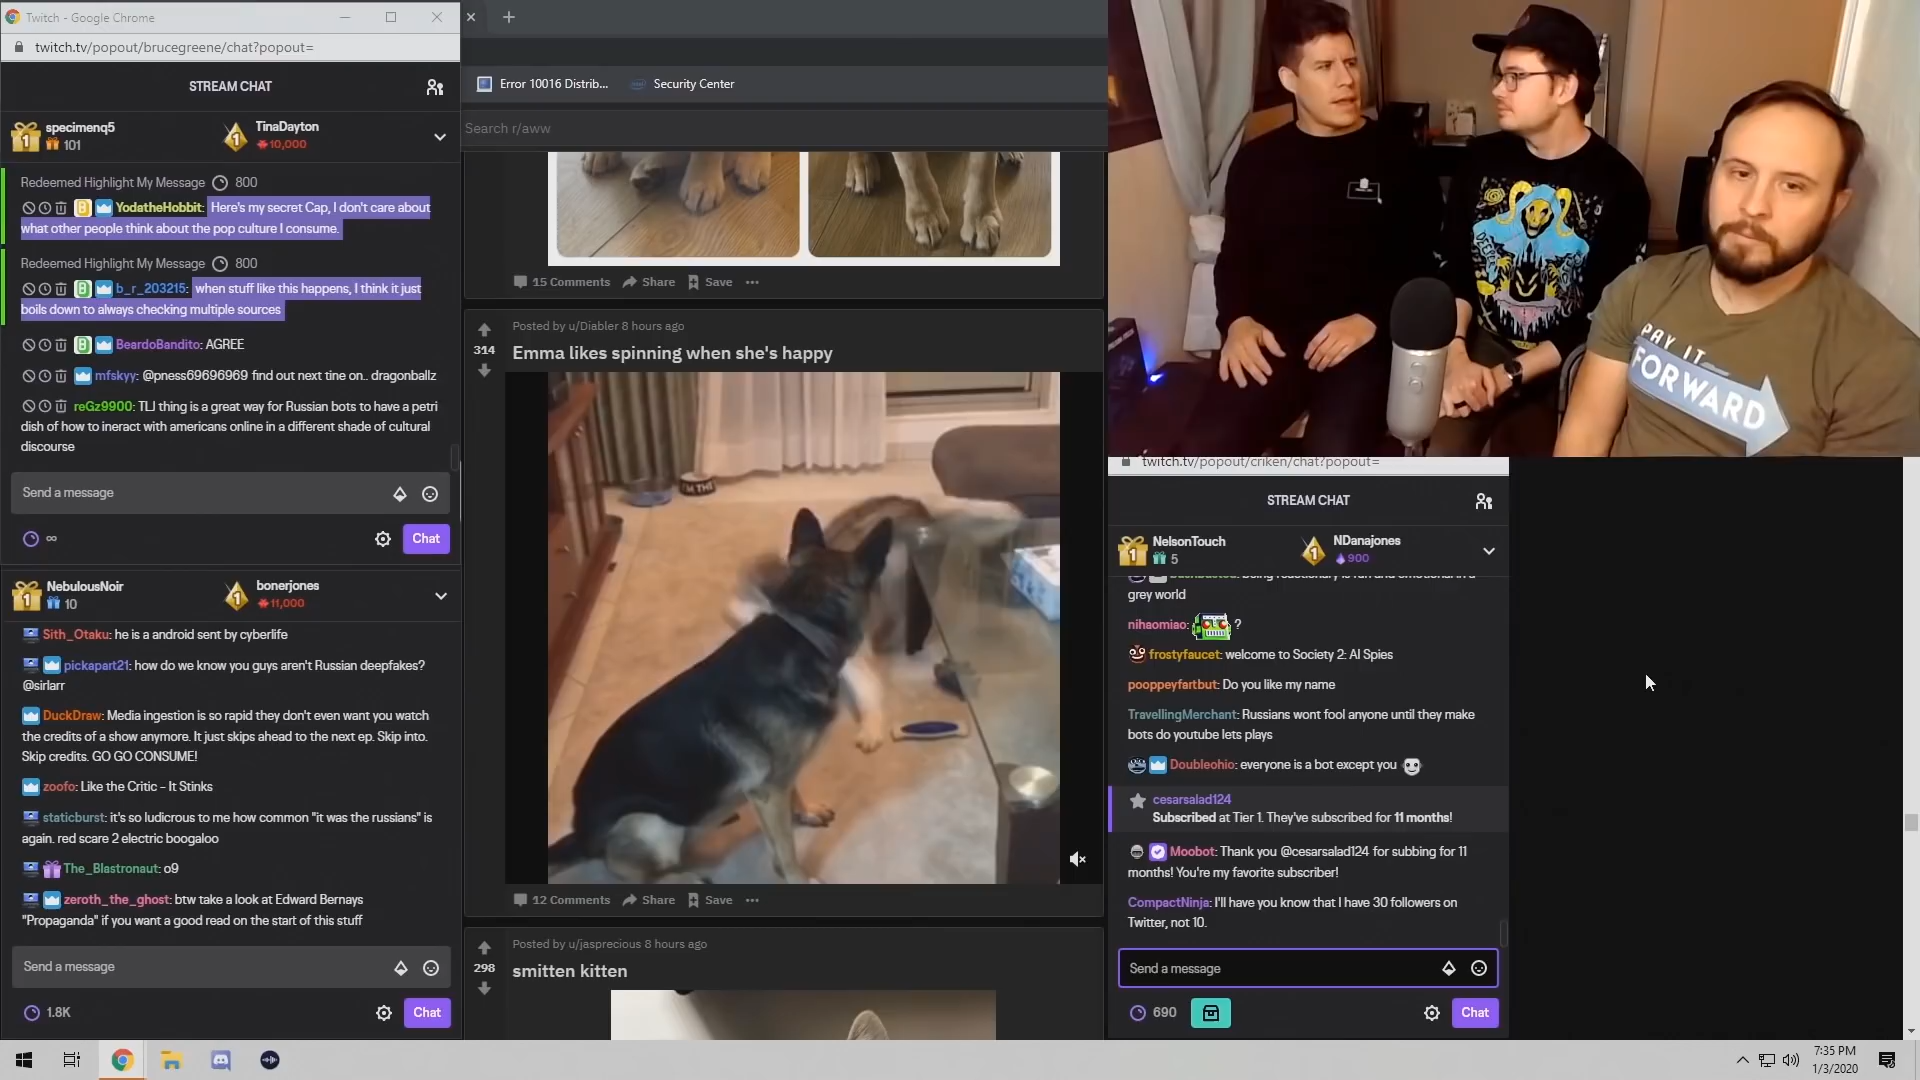 Twitch - Google Chrome
twitch.tv/popout/brucegreene/chat?popout=
STREAM CHAT
specimenq5
101
TinaDayton
10,000
Redeemed Highlight My Message 800
YodatheHobbit: Here's my secret Cap, I don't care about
what other people think about the pop culture I consume.
Redeemed Highlight My Message 800
b_r_203215: when stuff like this happens, I think it just
boils down to always checking multiple sources
BeardoBandito: AGREE
mfskyy: @pness69696969 find out next tine on.. dragonballz
reGz9900: TLJ thing is a great way for Russian bots to have a petri
dish of how to ineract with americans online in a different shade of cultural
discourse
Send a message
∞
Chat
NebulousNoir
10
bonerjones
11,000
Sith_Otaku: he is a android sent by cyberlife
pickapart21: how do we know you guys aren't Russian deepfakes?
@sirlarr
DuckDraw: Media ingestion is so rapid they don't even want you watch
the credits of a show anymore. It just skips ahead to the next ep. Skip into.
Skip credits. GO GO CONSUME!
zoofo: Like the Critic - It Stinks
staticburst: it's so ludicrous to me how common "it was the russians" is
again. red scare 2 electric boogaloo
The_Blastronaut: o9
zeroth_the_ghost: btw take a look at Edward Bernays
"Propaganda" if you want a good read on the start of this stuff
Send a message
1.8K
Chat
Error 10016 Distrib...
Security Center
Search r/aww
15 Comments Share Save
Posted by u/Diabler 8 hours ago
314
Emma likes spinning when she's happy
12 Comments Share Save
Posted by u/jasprecious 8 hours ago
298
smitten kitten
PAY IT
FORWARD
twitch.tv/popout/criken/chat?popout=
STREAM CHAT
NelsonTouch
5
NDanajones
900
grey world
nihaomiao: ?
frostyfaucet: welcome to Society 2: AI Spies
pooppeyfartbut: Do you like my name
TravellingMerchant: Russians wont fool anyone until they make
bots do youtube lets plays
Doubleohio: everyone is a bot except you
cesarsalad124
Subscribed at Tier 1. They've subscribed for 11 months!
Moobot: Thank you @cesarsalad124 for subbing for 11
months! You're my favorite subscriber!
CompactNinja: I'll have you know that I have 30 followers on
Twitter, not 10.
Send a message
690
Chat
7:35 PM
1/3/2020